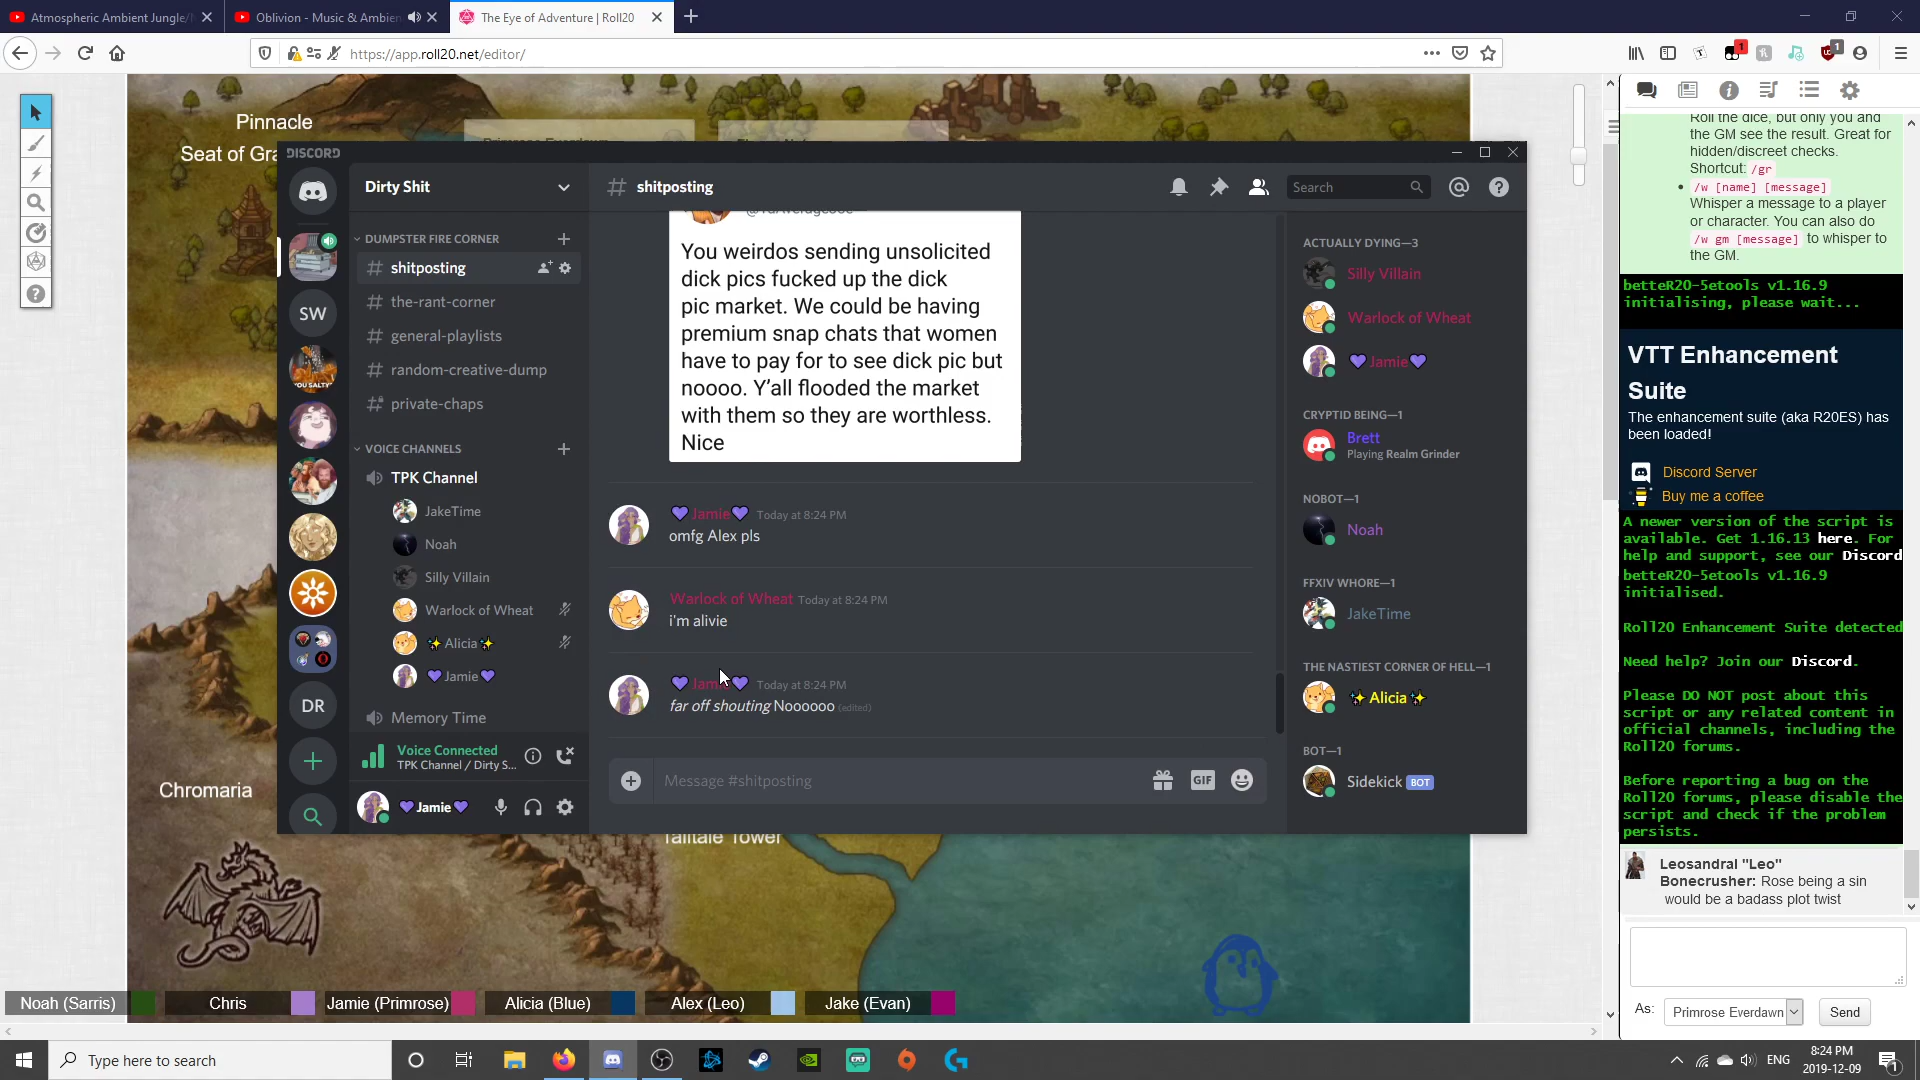 Atmospheric Ambient Jungle/
Oblivion - Music & Ambien
The Eye of Adventure | Roll20
https://app.roll20.net/editor/
1
1
Pinnacle
Seat of Gra
DISCORD
Dirty Shit
# shitposting
Search
DUMPSTER FIRE CORNER
# shitposting
# the-rant-corner
# general-playlists
# random-creative-dump
# private-chaps
VOICE CHANNELS
TPK Channel
JakeTime
Noah
Silly Villain
Warlock of Wheat
✨Alicia✨
💜Jamie💜
Memory Time
Voice Connected
TPK Channel / Dirty S...
💜Jamie💜
SW
YOU SALTY
DR
You weirdos sending unsolicited
dick pics fucked up the dick
pic market. We could be having
premium snap chats that women
have to pay for to see dick pic but
noooo. Y'all flooded the market
with them so they are worthless.
Nice
💜Jamie💜 Today at 8:24 PM
omfg Alex pls
Warlock of Wheat Today at 8:24 PM
i'm alivie
💜Jamie💜 Today at 8:24 PM
far off shouting Noooooo (edited)
Message #shitposting
GIF
ACTUALLY DYING—3
Silly Villain
Warlock of Wheat
💜Jamie💜
CRYPTID BEING—1
Brett
Playing Realm Grinder
NOBOT—1
Noah
FFXIV WHORE—1
JakeTime
THE NASTIEST CORNER OF HELL—1
✨Alicia✨
BOT—1
Sidekick BOT
Chromaria
Talltale Tower
Roll the dice, but only you and
the GM see the result. Great for
hidden/discreet checks.
Shortcut: /gr
• /w [name] [message]
Whisper a message to a player
or character. You can also do
/w gm [message] to whisper to
the GM.
betteR20-5etools v1.16.9
initialising, please wait...
VTT Enhancement
Suite
The enhancement suite (aka R20ES) has
been loaded!
Discord Server
Buy me a coffee
A newer version of the script is
available. Get 1.16.13 here. For
help and support, see our Discord
betteR20-5etools v1.16.9
initialised.
Roll20 Enhancement Suite detected
Need help? Join our Discord.
Please DO NOT post about this
script or any related content in
official channels, including the
Roll20 forums.
Before reporting a bug on the
Roll20 forums, please disable the
script and check if the problem
persists.
Leosandral "Leo"
Bonecrusher: Rose being a sin
would be a badass plot twist
As: Primrose Everdawn Send
Noah (Sarris) Chris Jamie (Primrose) Alicia (Blue) Alex (Leo) Jake (Evan)
Type here to search
ENG
8:24 PM
2019-12-09
1